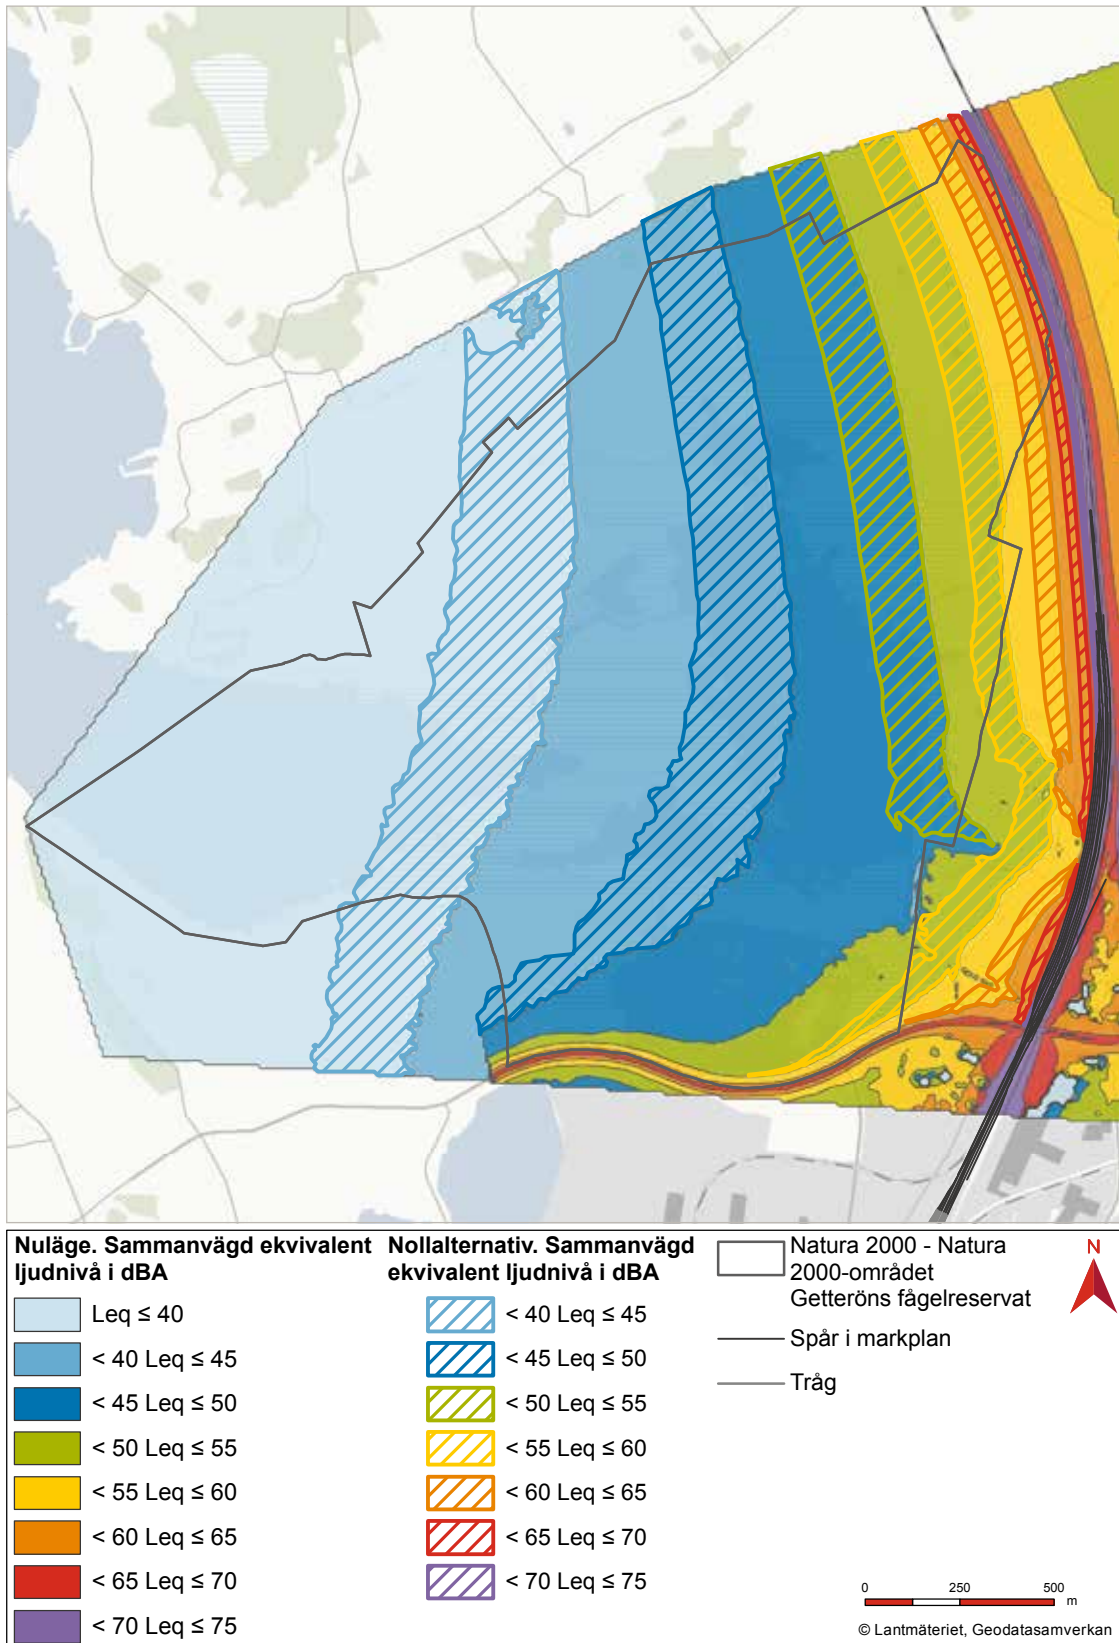 Nuläge. Sammanvägd ekvivalent
ljudnivå i dBA
Leq ≤ 40
< 40 Leq ≤ 45
< 45 Leq ≤ 50
< 50 Leq ≤ 55
< 55 Leq ≤ 60
< 60 Leq ≤ 65
< 65 Leq ≤ 70
< 70 Leq ≤ 75
Nollalternativ. Sammanvägd
ekvivalent ljudnivå i dBA
< 40 Leq ≤ 45
< 45 Leq ≤ 50
< 50 Leq ≤ 55
< 55 Leq ≤ 60
< 60 Leq ≤ 65
< 65 Leq ≤ 70
< 70 Leq ≤ 75
Natura 2000 - Natura
2000-området
Getteröns fågelreservat
Spår i markplan
Tråg
N
0 250 500
m
© Lantmäteriet, Geodatasamverkan